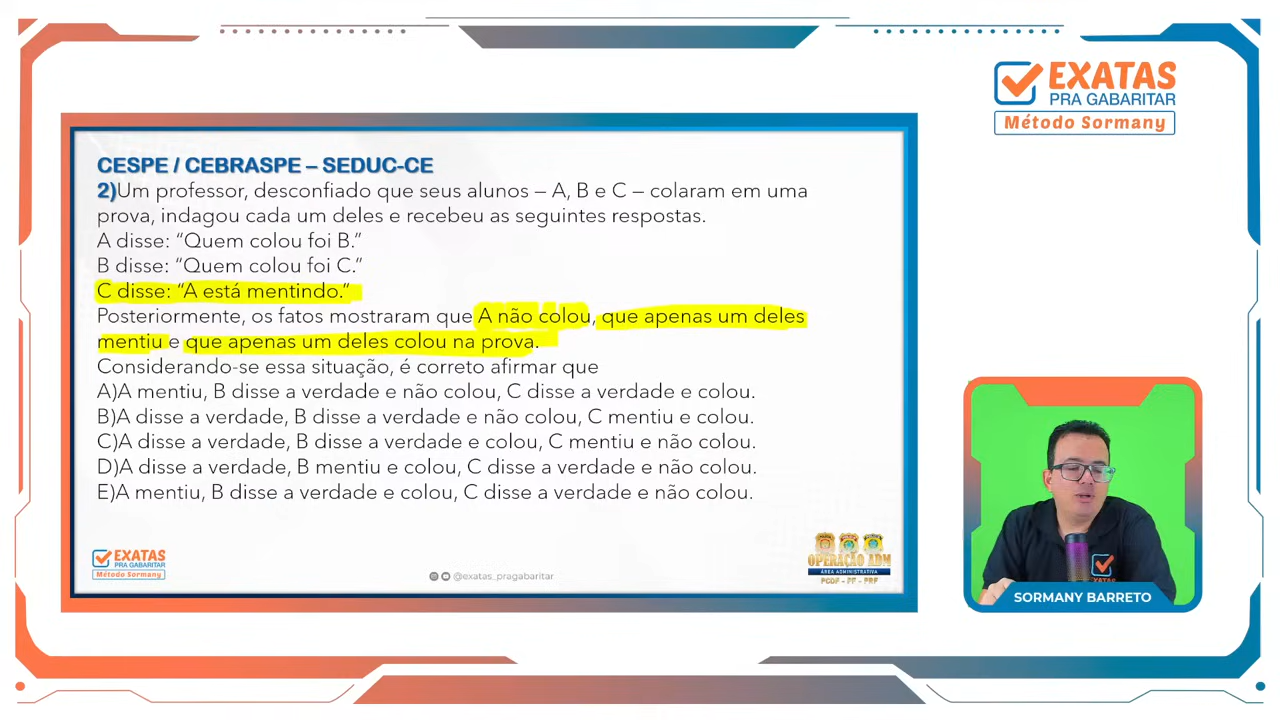 EXATAS
PRA GABARITAR
Método Sormany
CESPE / CEBRASPE – SEDUC-CE
2)Um professor, desconfiado que seus alunos – A, B e C – colaram em uma
prova, indagou cada um deles e recebeu as seguintes respostas.
A disse: “Quem colou foi B.”
B disse: “Quem colou foi C.”
C disse: “A está mentindo.”
Posteriormente, os fatos mostraram que A não colou, que apenas um deles
mentiu e que apenas um deles colou na prova.
Considerando-se essa situação, é correto afirmar que
A)A mentiu, B disse a verdade e não colou, C disse a verdade e colou.
B)A disse a verdade, B disse a verdade e não colou, C mentiu e colou.
C)A disse a verdade, B disse a verdade e colou, C mentiu e não colou.
D)A disse a verdade, B mentiu e colou, C disse a verdade e não colou.
E)A mentiu, B disse a verdade e colou, C disse a verdade e não colou.
EXATAS
PRA GABARITAR
Método Sormany
@exatas_pragabaritar
OPERAÇÃO ADM
ÁREA ADMINISTRATIVA
PCDF - PF - PRF
EXATAS
SORMANY BARRETO